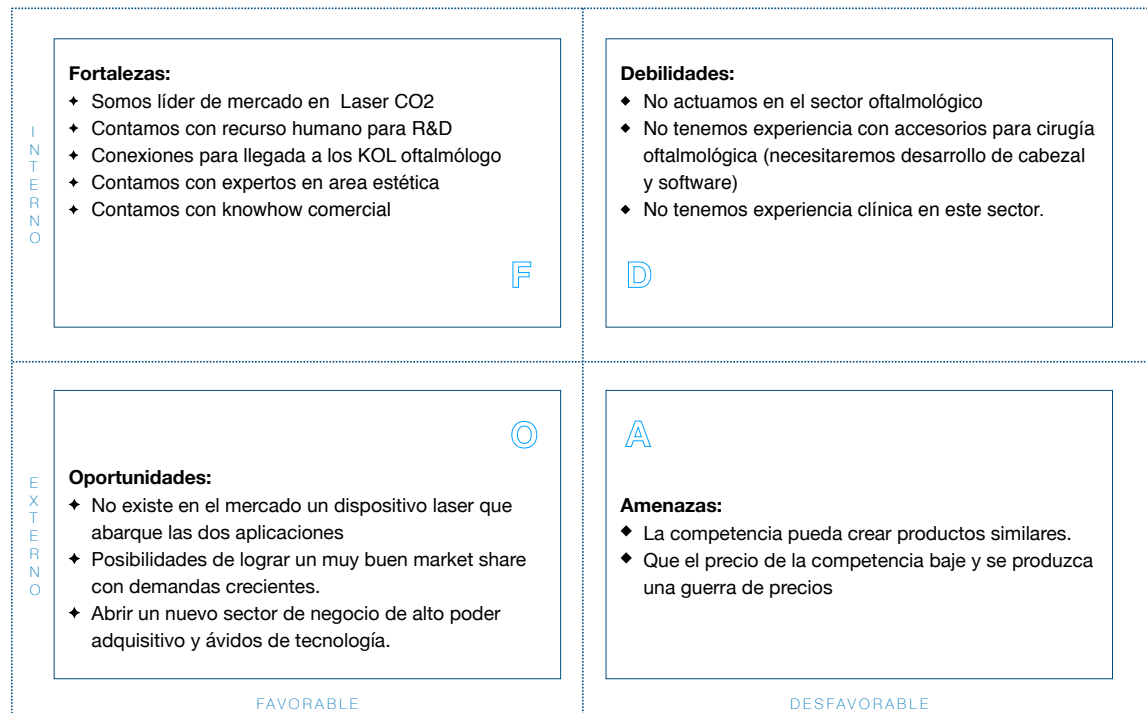 INTERNO
Fortalezas:
Somos líder de mercado en Laser CO2
Contamos con recurso humano para R&D
Conexiones para llegada a los KOL oftalmólogo
Contamos con expertos en area estética
Contamos con knowhow comercial
F
Debilidades:
No actuamos en el sector oftalmológico
No tenemos experiencia con accesorios para cirugía
oftalmológica (necesitaremos desarrollo de cabezal
y software)
No tenemos experiencia clínica en este sector.
D
EXTERNO
O
Oportunidades:
No existe en el mercado un dispositivo laser que
abarque las dos aplicaciones
Posibilidades de lograr un muy buen market share
con demandas crecientes.
Abrir un nuevo sector de negocio de alto poder
adquisitivo y ávidos de tecnología.
A
Amenazas:
La competencia pueda crear productos similares.
Que el precio de la competencia baje y se produzca
una guerra de precios
FAVORABLE
DESFAVORABLE